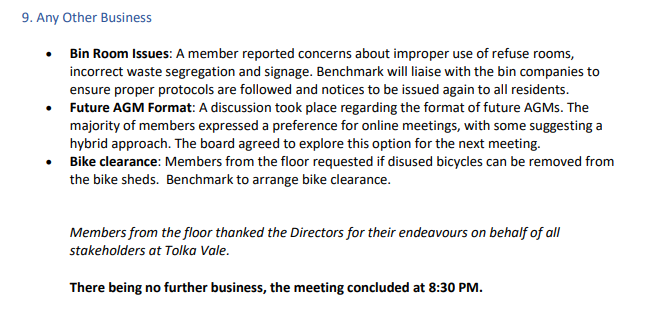 9. Any Other Business
• Bin Room Issues: A member reported concerns about improper use of refuse rooms,
incorrect waste segregation and signage. Benchmark will liaise with the bin companies to
ensure proper protocols are followed and notices to be issued again to all residents.
• Future AGM Format: A discussion took place regarding the format of future AGMs. The
majority of members expressed a preference for online meetings, with some suggesting a
hybrid approach. The board agreed to explore this option for the next meeting.
• Bike clearance: Members from the floor requested if disused bicycles can be removed from
the bike sheds.  Benchmark to arrange bike clearance.
Members from the floor thanked the Directors for their endeavours on behalf of all
stakeholders at Tolka Vale.
There being no further business, the meeting concluded at 8:30 PM.